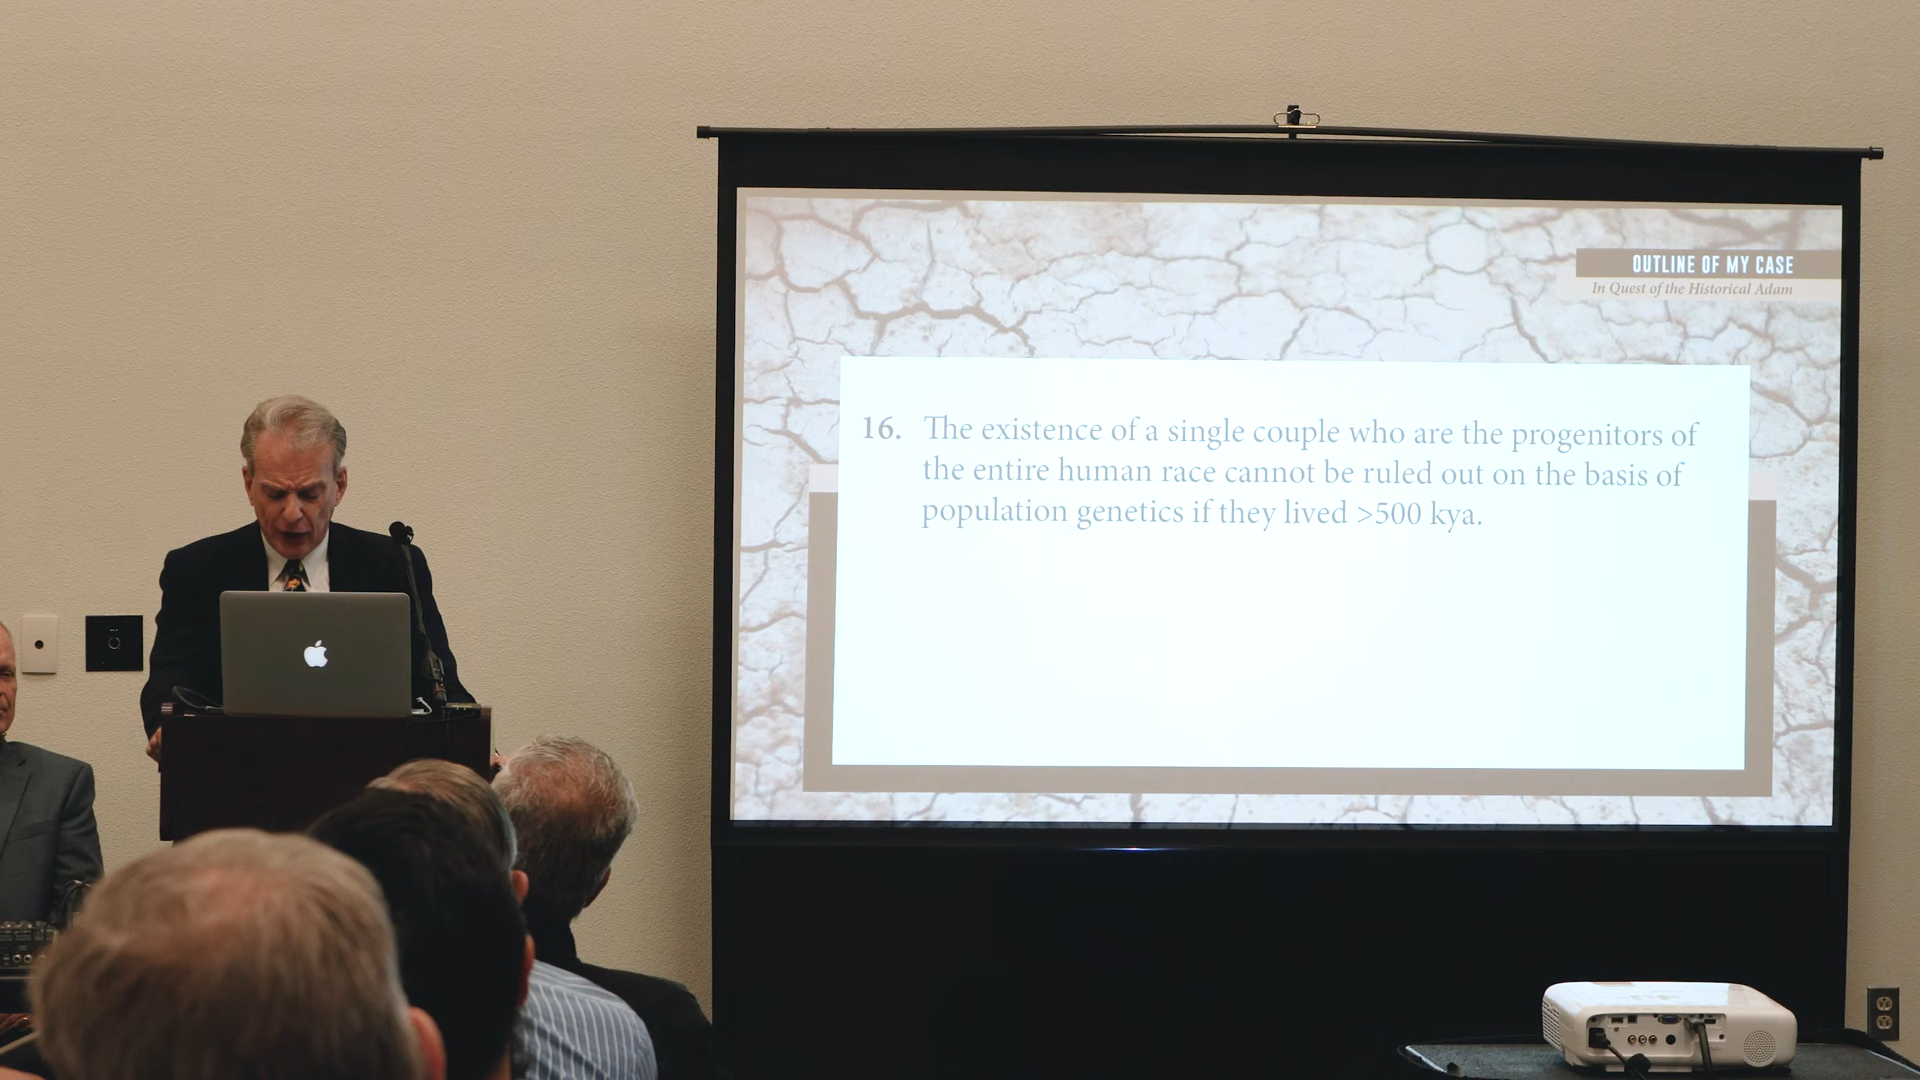 OUTLINE OF MY CASE
In Quest of the Historical Adam
16. The existence of a single couple who are the progenitors of
the entire human race cannot be ruled out on the basis of
population genetics if they lived >500 kya.